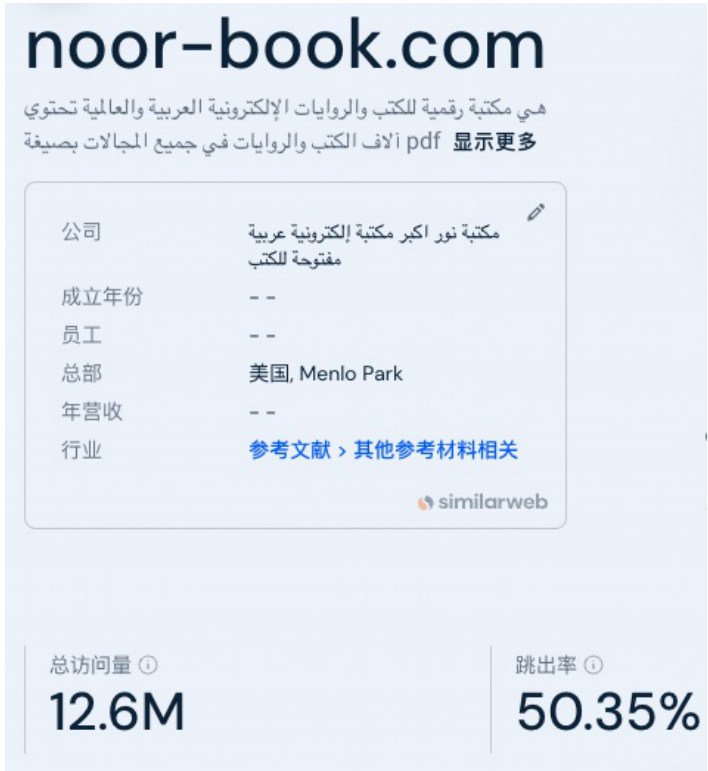 noor-book.com
هي مكتبة رقمية للكتب والروايات الإلكترونية العربية والعالمية تحتوي
آلاف الكتب والروايات في جميع المجالات بصيغة pdf 显示更多
公司 مكتبة نور اكبر مكتبة إلكترونية عربية
مفتوحة للكتب
成立年份 - -
员工 - -
总部 美国, Menlo Park
年营收 - -
行业 参考文献 > 其他参考材料相关
similarweb
总访问量 跳出率
12.6M 50.35%